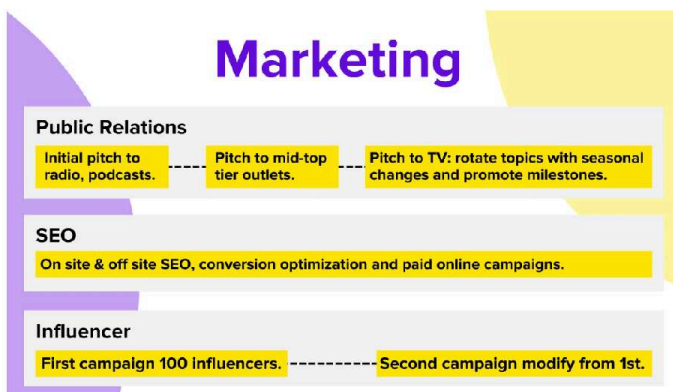 Marketing
Public Relations
Initial pitch to
radio, podcasts.
Pitch to mid-top
tier outlets.
Pitch to TV: rotate topics with seasonal
changes and promote milestones.
SEO
On site & off site SEO, conversion optimization and paid online campaigns.
Influencer
First campaign 100 influencers.
Second campaign modify from 1st.